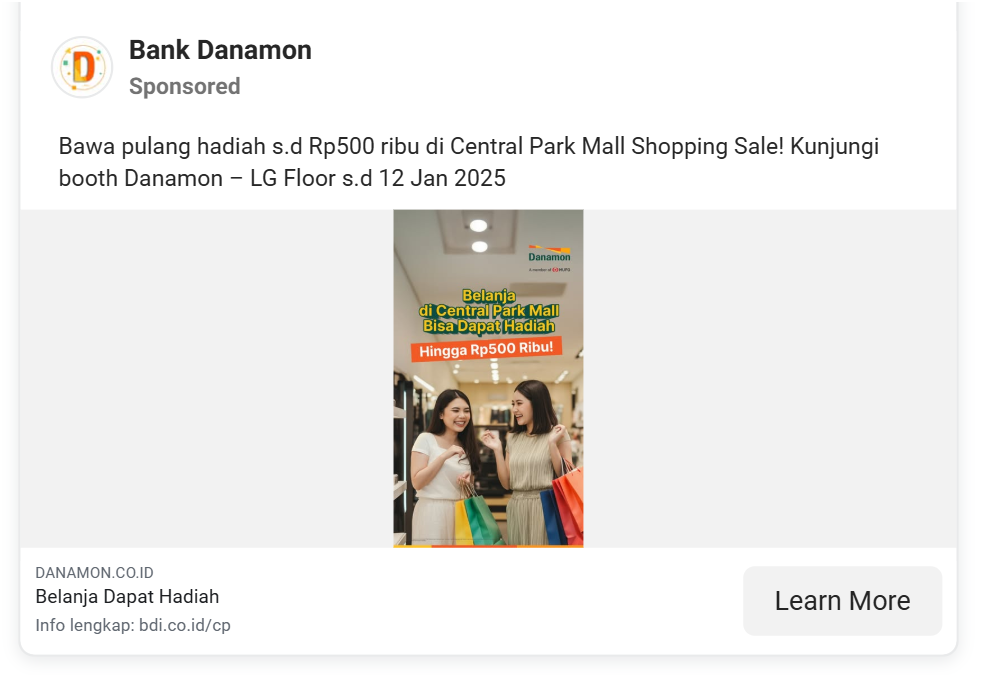 Bank Danamon
Sponsored
Bawa pulang hadiah s.d Rp500 ribu di Central Park Mall Shopping Sale! Kunjungi
booth Danamon – LG Floor s.d 12 Jan 2025
Danamon
A member of MUFG
Belanja
di Central Park Mall
Bisa Dapat Hadiah
Hingga Rp500 Ribu!
DANAMON.CO.ID
Belanja Dapat Hadiah
Info lengkap: bdi.co.id/cp
Learn More